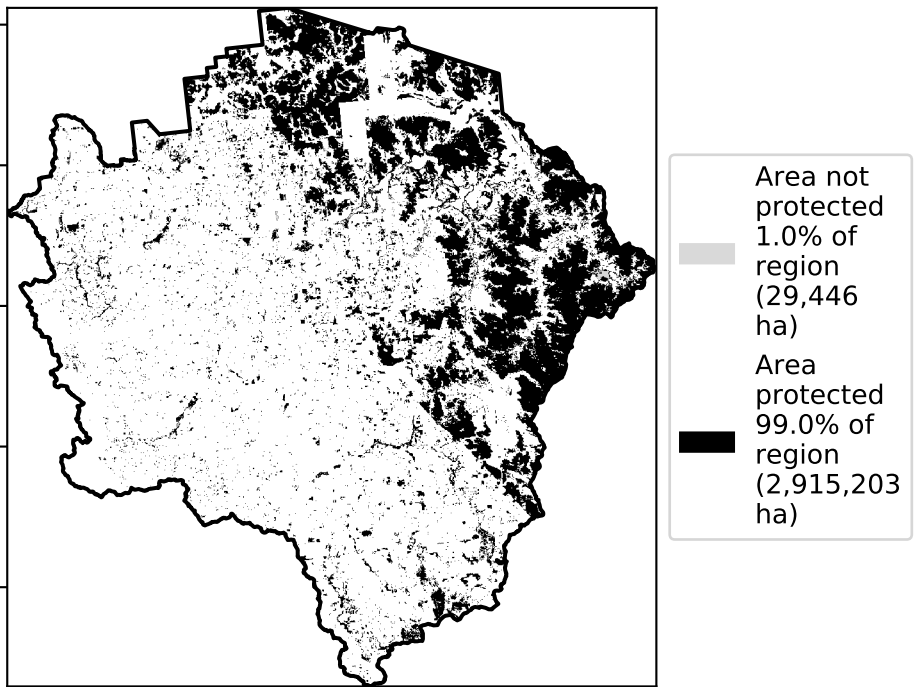 Area not
protected
1.0% of
region
(29,446
ha)
Area
protected
99.0% of
region
(2,915,203
ha)